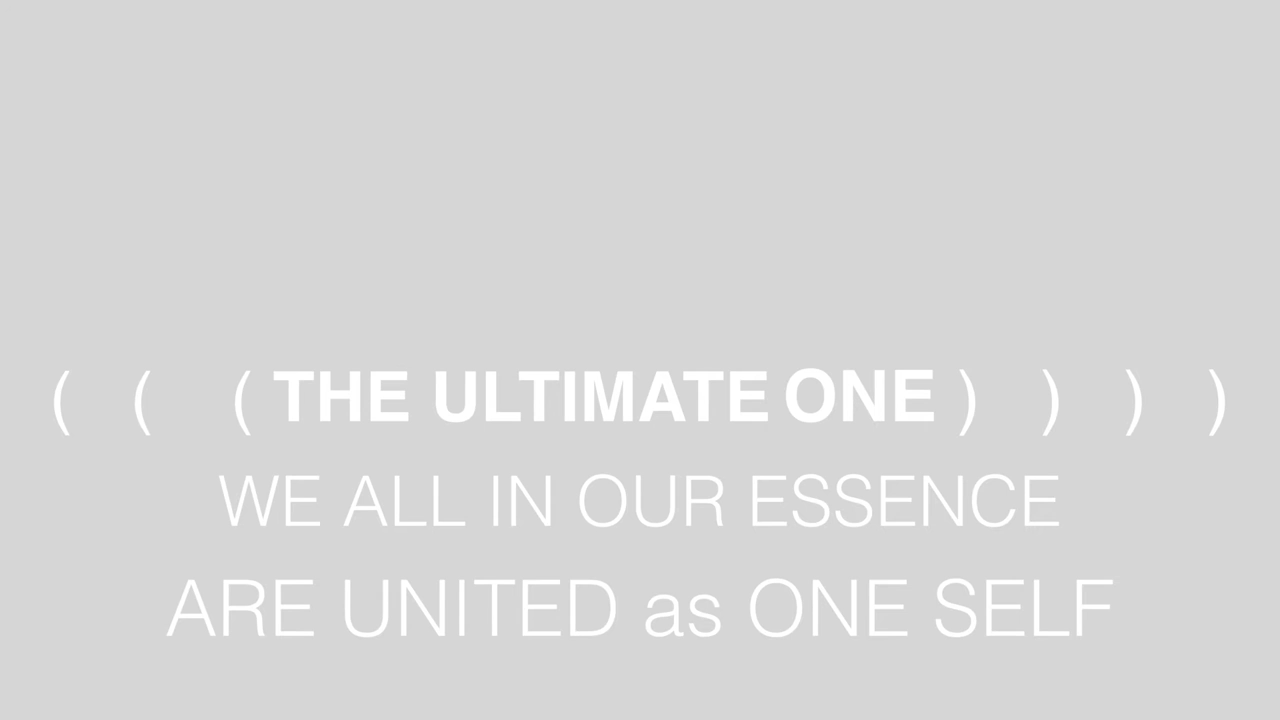 ( ( ( THE ULTIMATE ONE ) ) ) )
WE ALL IN OUR ESSENCE
ARE UNITED as ONE SELF